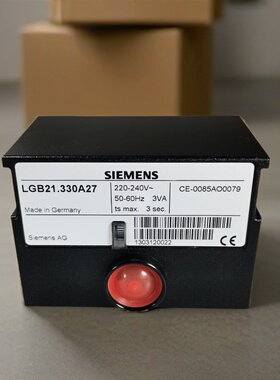 SIEMENS
LGB21.330A27
220-240V~
CE-0085AO0079
50-60Hz 3VA
Made in Germany
ts max. 3 sec.
Siemens AG
1303120022
CE